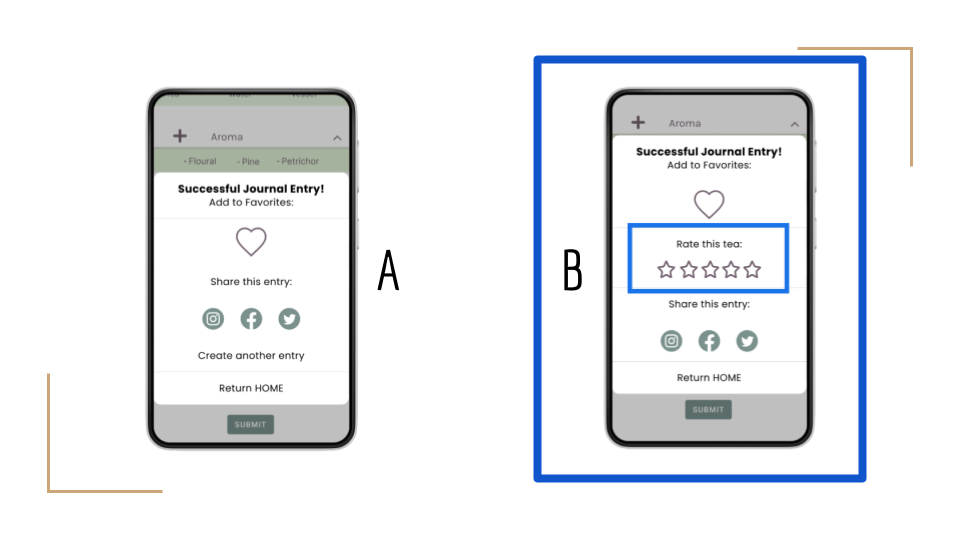 + Aroma
- Floural - Pine - Petrichor
Successful Journal Entry!
Add to Favorites:
Share this entry:
Create another entry
Return HOME
SUBMIT
A
B
+ Aroma
Successful Journal Entry!
Add to Favorites:
Rate this tea:
Share this entry:
Return HOME
SUBMIT